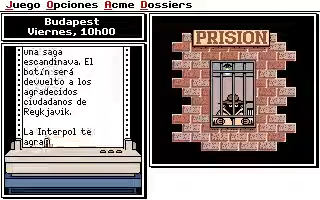 Juego Opciones Acme Dossiers
Budapest
Viernes, 10h00
una saga
escandinava. El
botín será
devuelto a los
agradecidos
ciudadanos de
Reykjavik.
La Interpol te
agra
PRISION